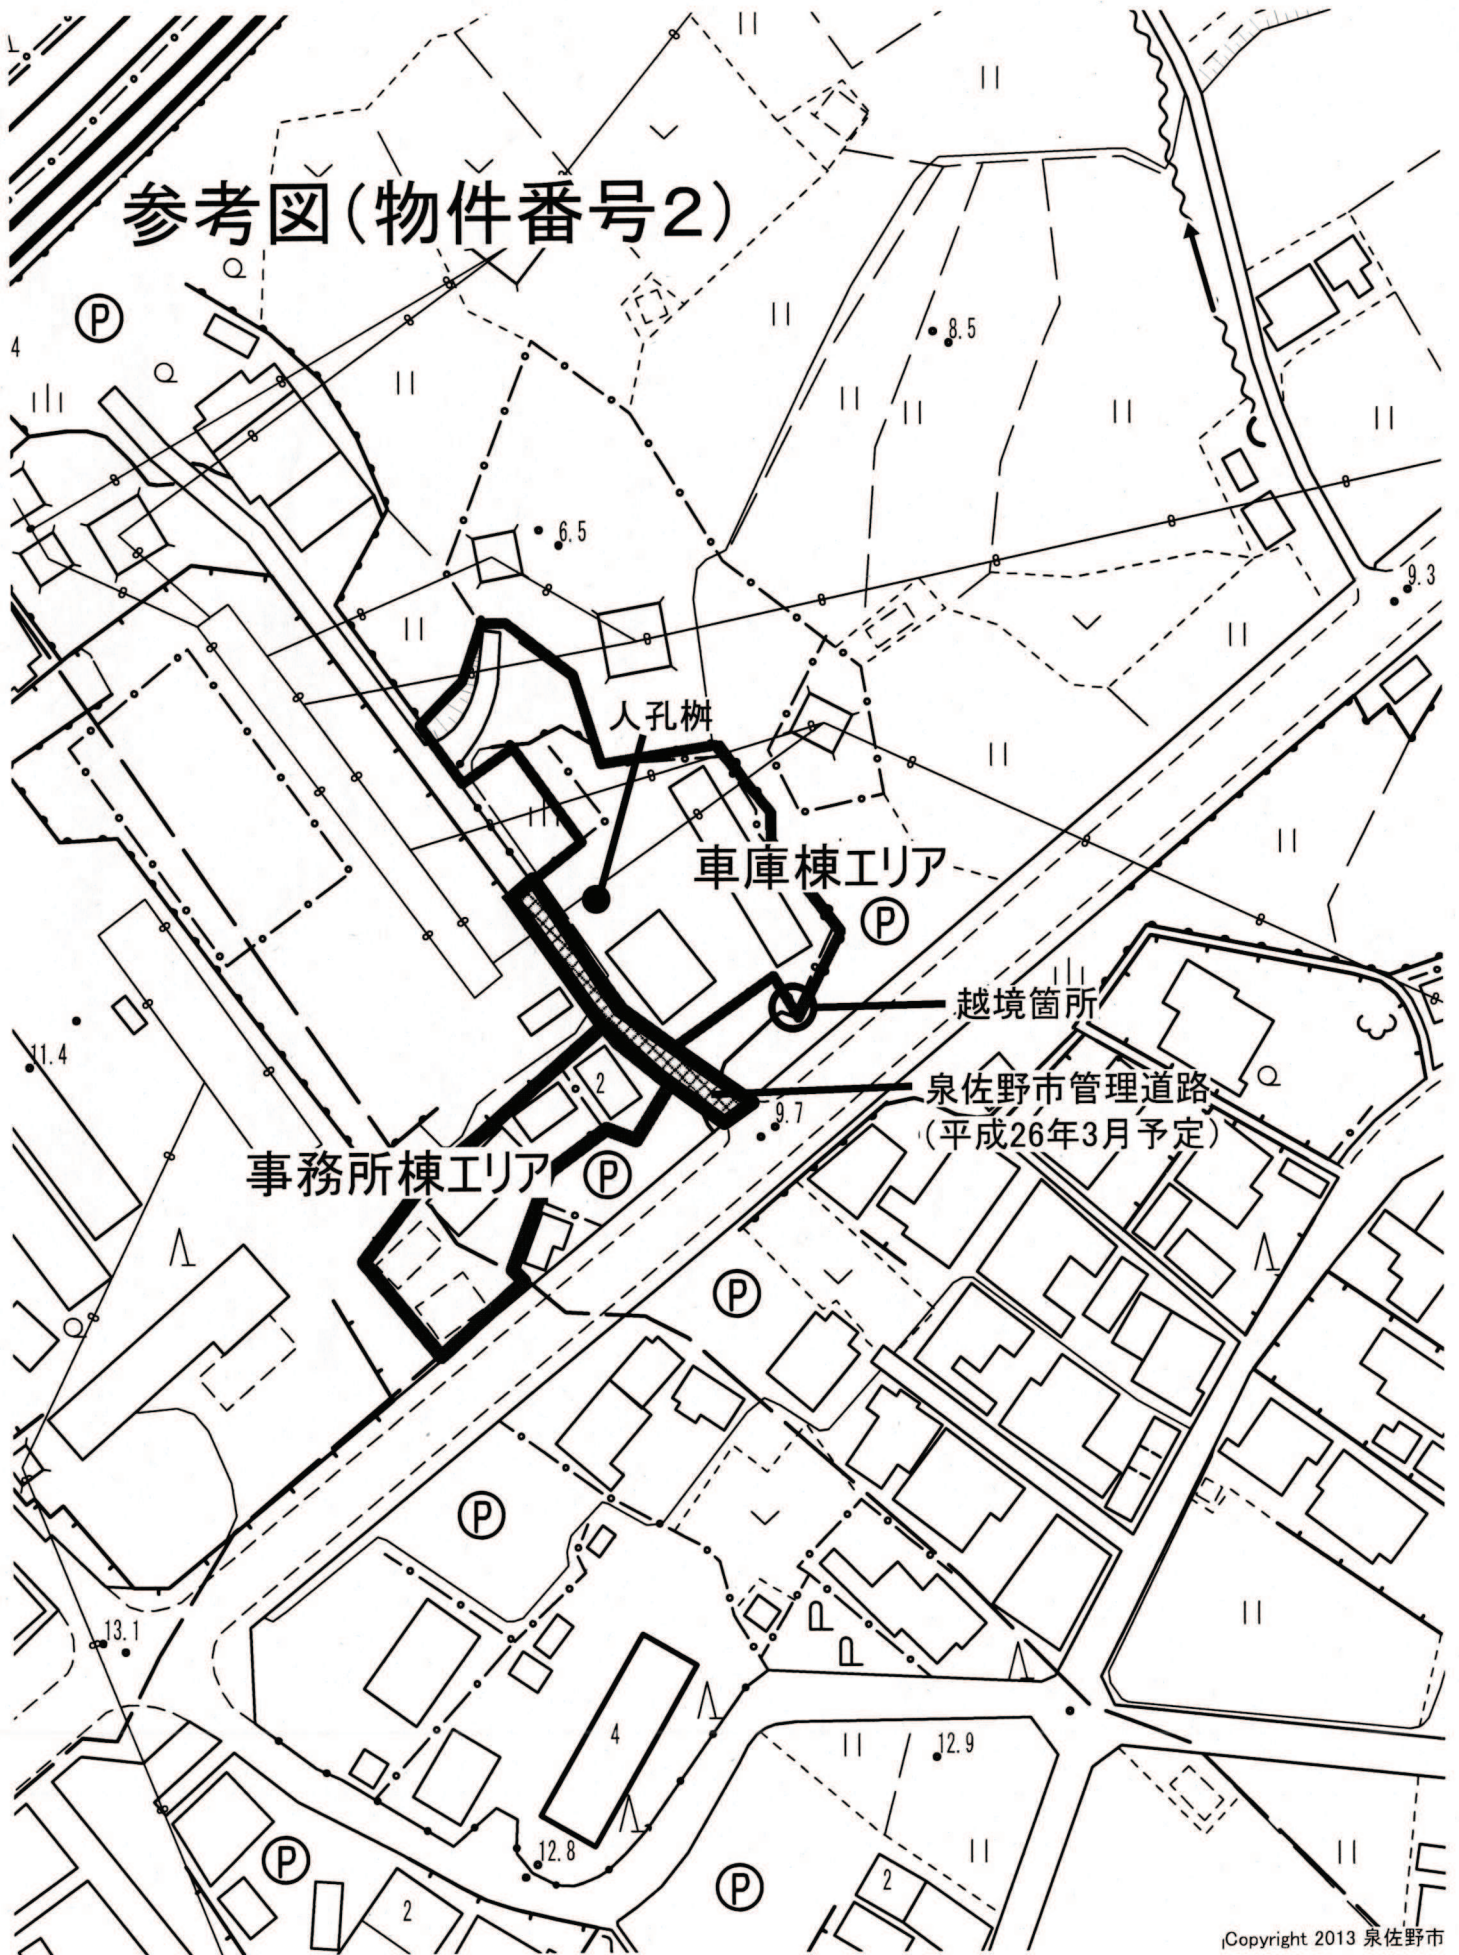 参考図(物件番号2)
P
4
8.5
6.5
9.3
人孔桝
車庫棟エリア
P
越境箇所
11.4
2
泉佐野市管理道路
(平成26年3月予定)
9.7
事務所棟エリア
P
P
P
13.1
P
P
4
12.9
12.8
P
P
2
2
Copyright 2013 泉佐野市